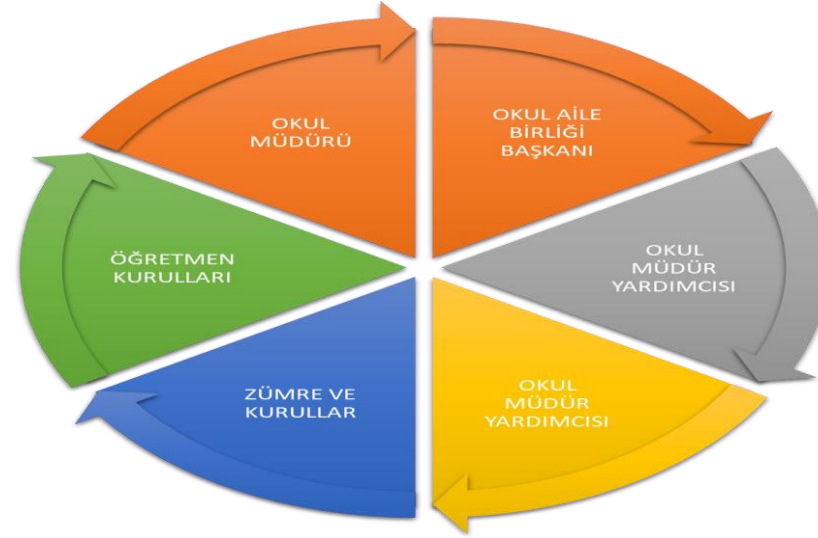 OKUL
MÜDÜRÜ
OKUL AİLE
BİRLİĞİ
BAŞKANI
OKUL
MÜDÜR
YARDIMCISI
OKUL
MÜDÜR
YARDIMCISI
ZÜMRE VE
KURULLAR
ÖĞRETMEN
KURULLARI